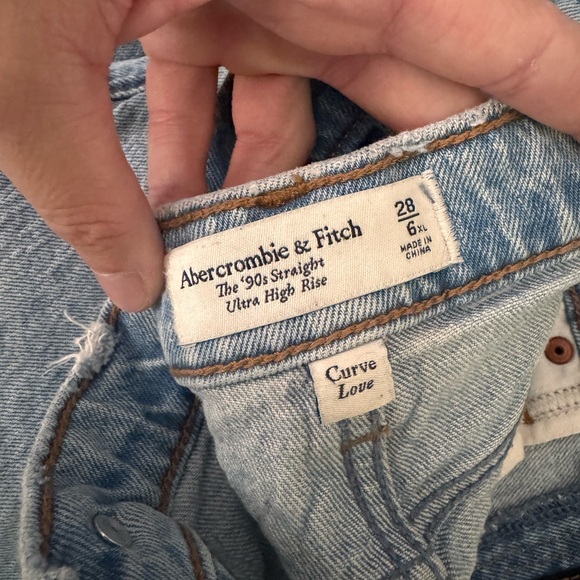 Abercrombie & Fitch
The '90s Straight
Ultra High Rise
28
6XL
MADE IN
CHINA
Curve
Love